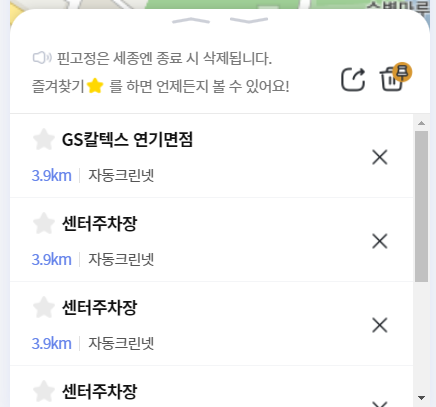 수변마루
핀고정은 세종엔 종료 시 삭제됩니다.
즐겨찾기 를 하면 언제든지 볼 수 있어요!
GS칼텍스 연기면점
3.9km 자동크린넷
센터주차장
3.9km 자동크린넷
센터주차장
3.9km 자동크린넷
센터주차장